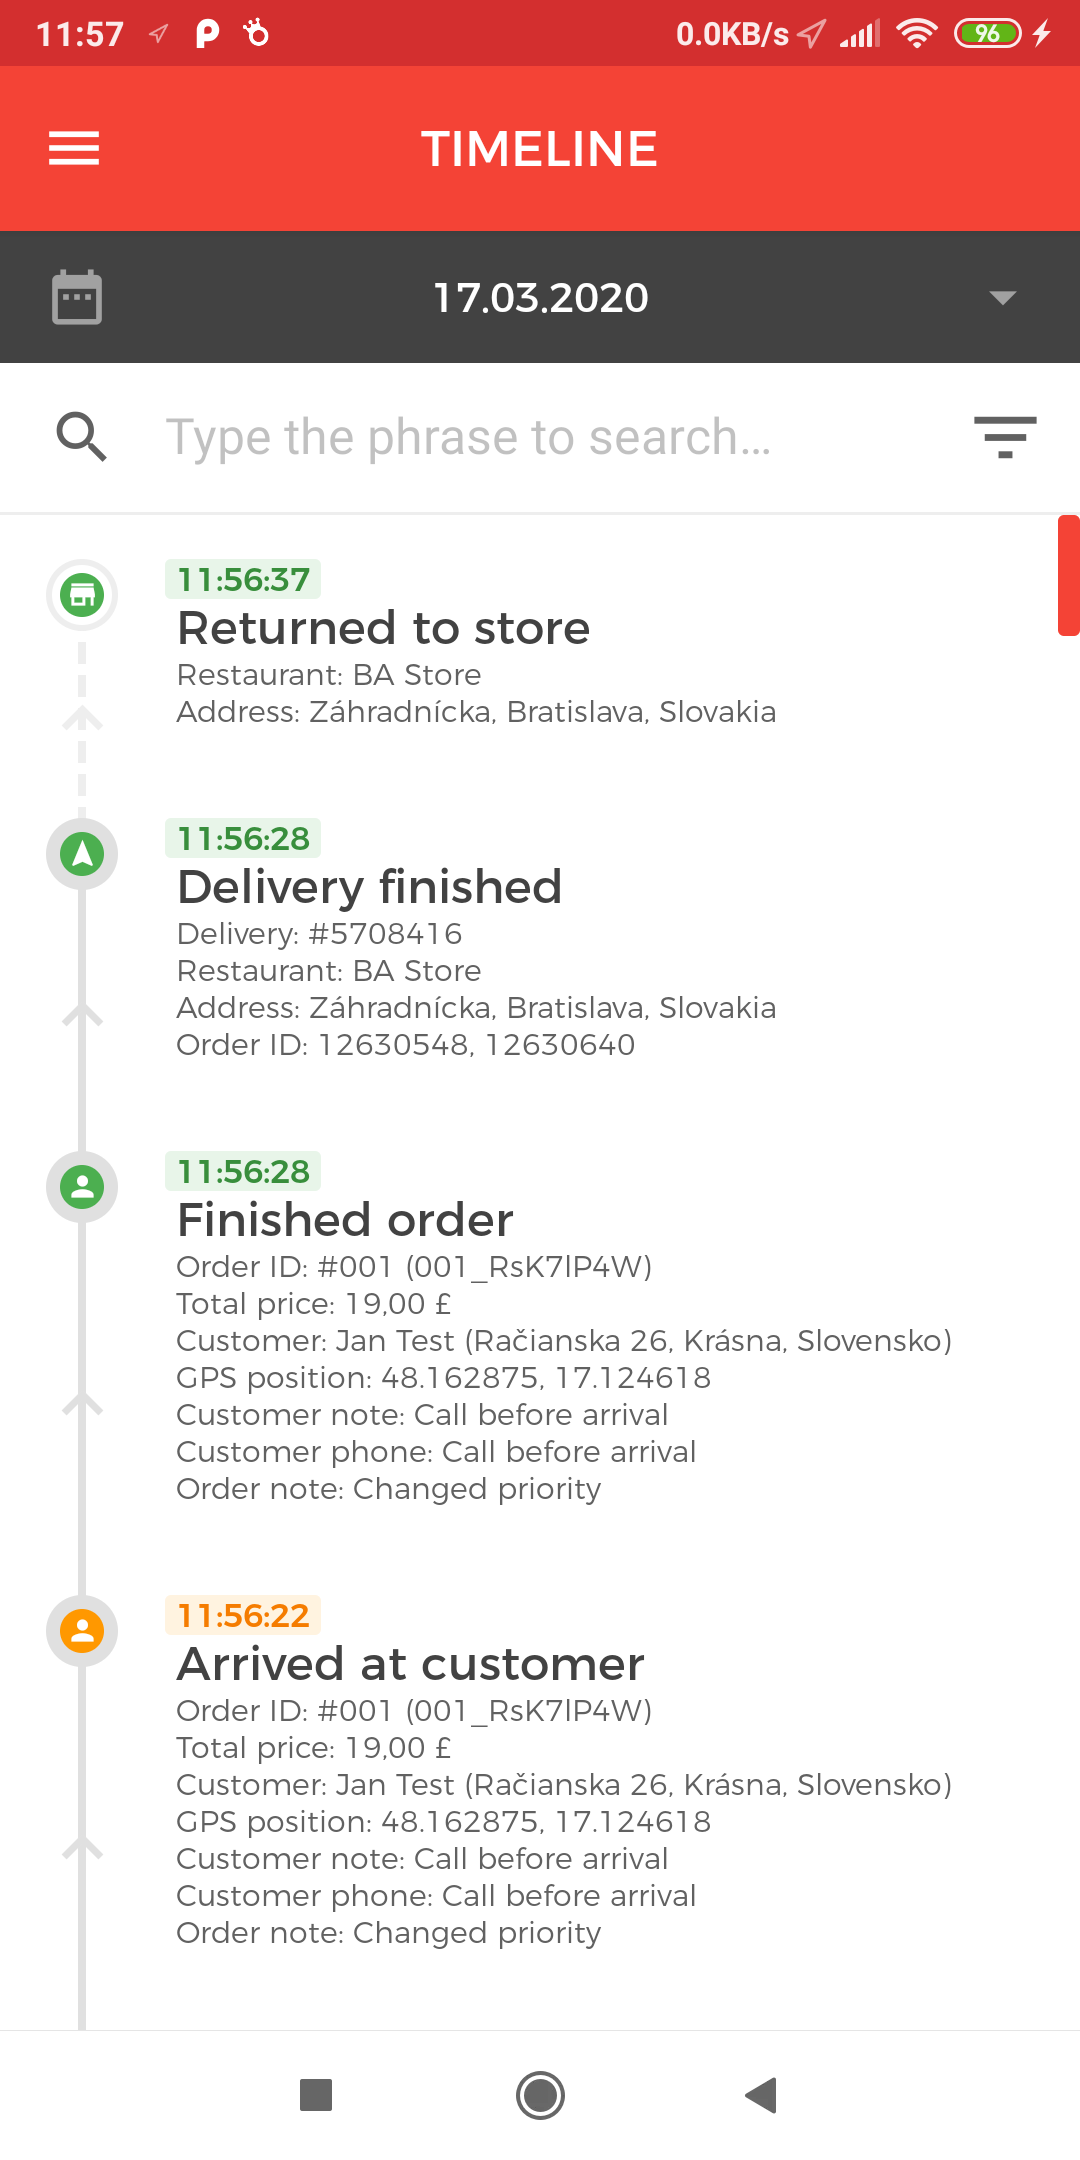 11:57
0.0KB/s
96
TIMELINE
17.03.2020
Type the phrase to search...
11:56:37
Returned to store
Restaurant: BA Store
Address: Záhradnícka, Bratislava, Slovakia
11:56:28
Delivery finished
Delivery: #5708416
Restaurant: BA Store
Address: Záhradnícka, Bratislava, Slovakia
Order ID: 12630548, 12630640
11:56:28
Finished order
Order ID: #001 (001_RsK7lP4W)
Total price: 19,00 £
Customer: Jan Test (Račianska 26, Krásna, Slovensko)
GPS position: 48.162875, 17.124618
Customer note: Call before arrival
Customer phone: Call before arrival
Order note: Changed priority
11:56:22
Arrived at customer
Order ID: #001 (001_RsK7lP4W)
Total price: 19,00 £
Customer: Jan Test (Račianska 26, Krásna, Slovensko)
GPS position: 48.162875, 17.124618
Customer note: Call before arrival
Customer phone: Call before arrival
Order note: Changed priority